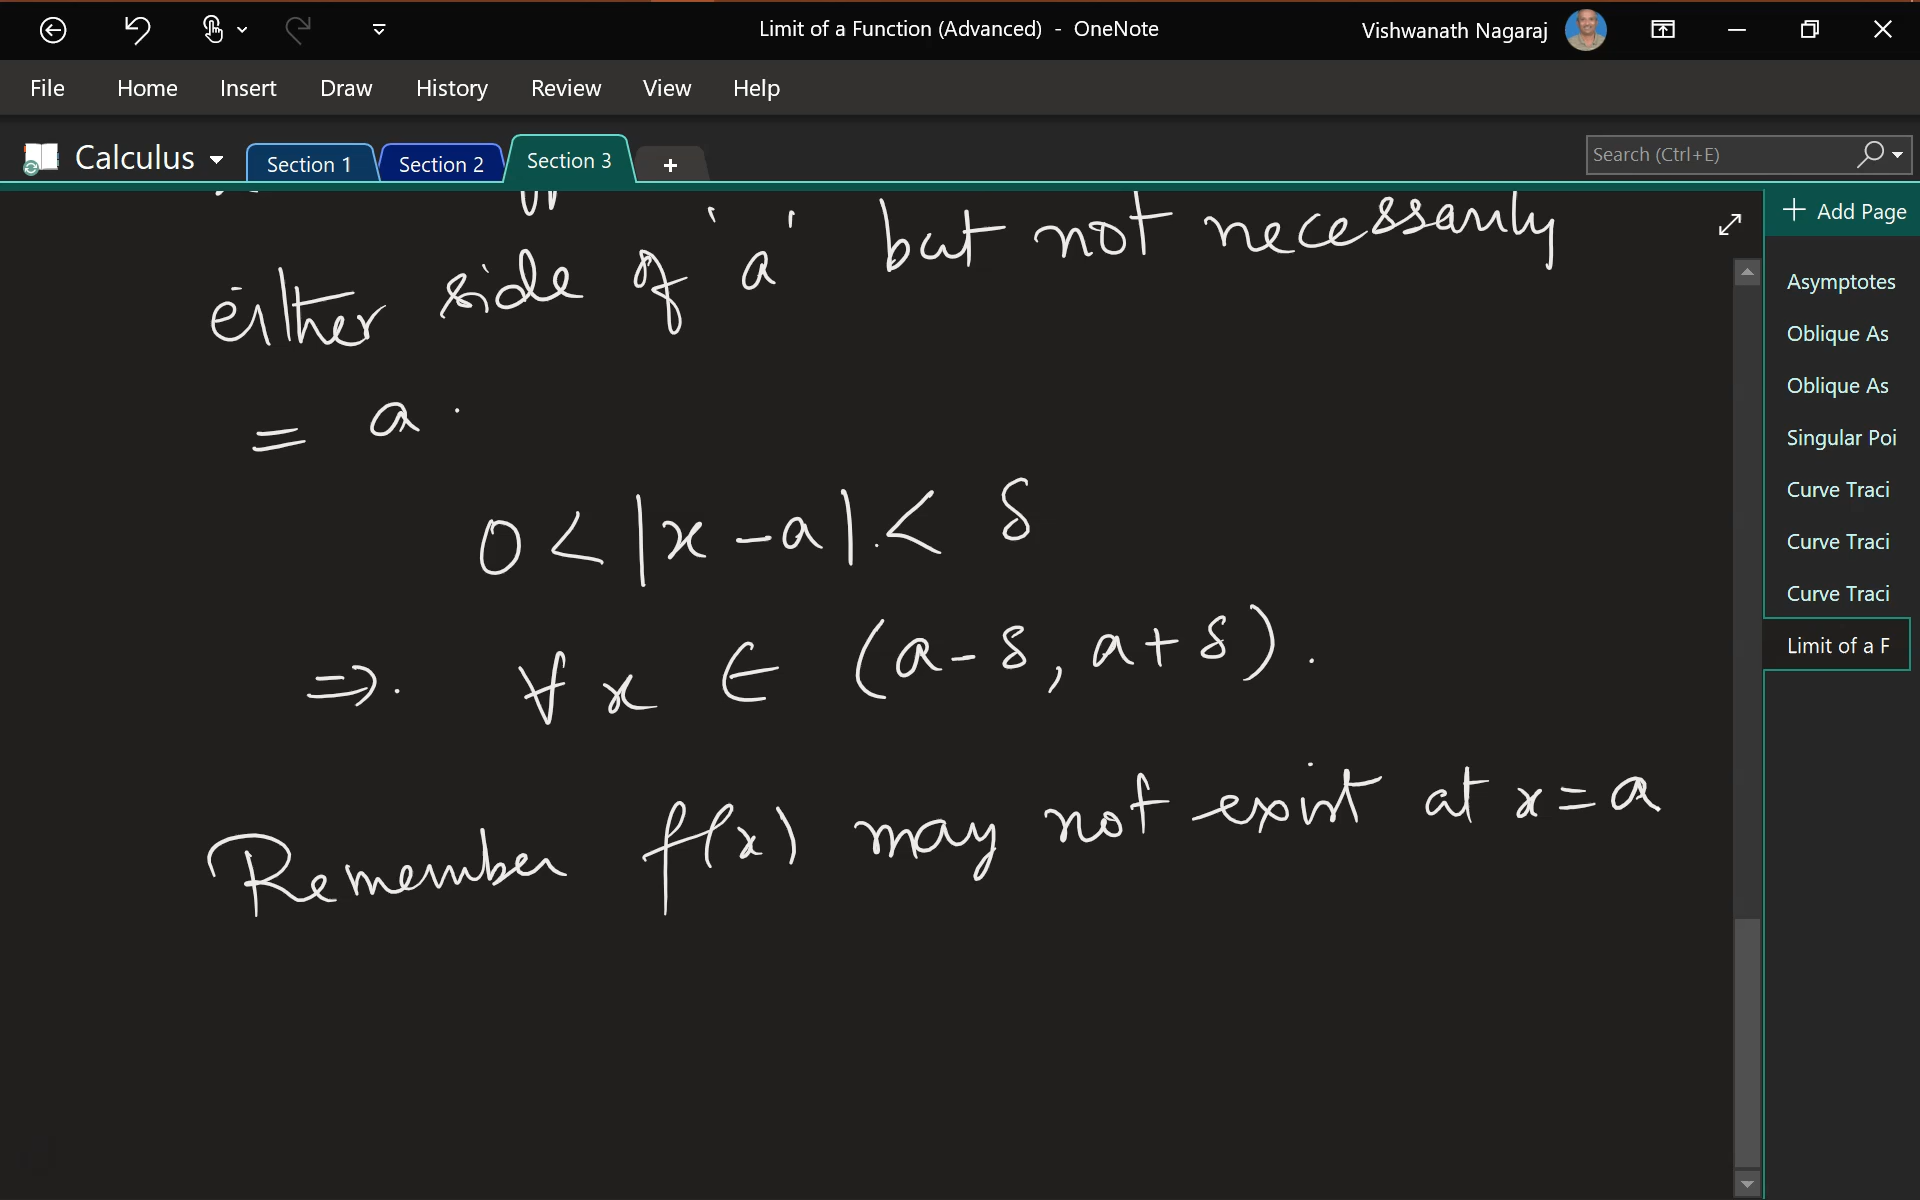 Limit of a Function (Advanced) - OneNote
Vishwanath Nagaraj
File Home Insert Draw History Review View Help
Calculus
Section 1 Section 2 Section 3 +
Search (Ctrl+E)
either side of 'a' but not necessarily
= a.
0 < |x - a| < δ
⇒. ∀ x ∈ (a - δ, a + δ).
Remember f(x) may not exist at x = a
+ Add Page
Asymptotes
Oblique As
Oblique As
Singular Poi
Curve Traci
Curve Traci
Curve Traci
Limit of a F